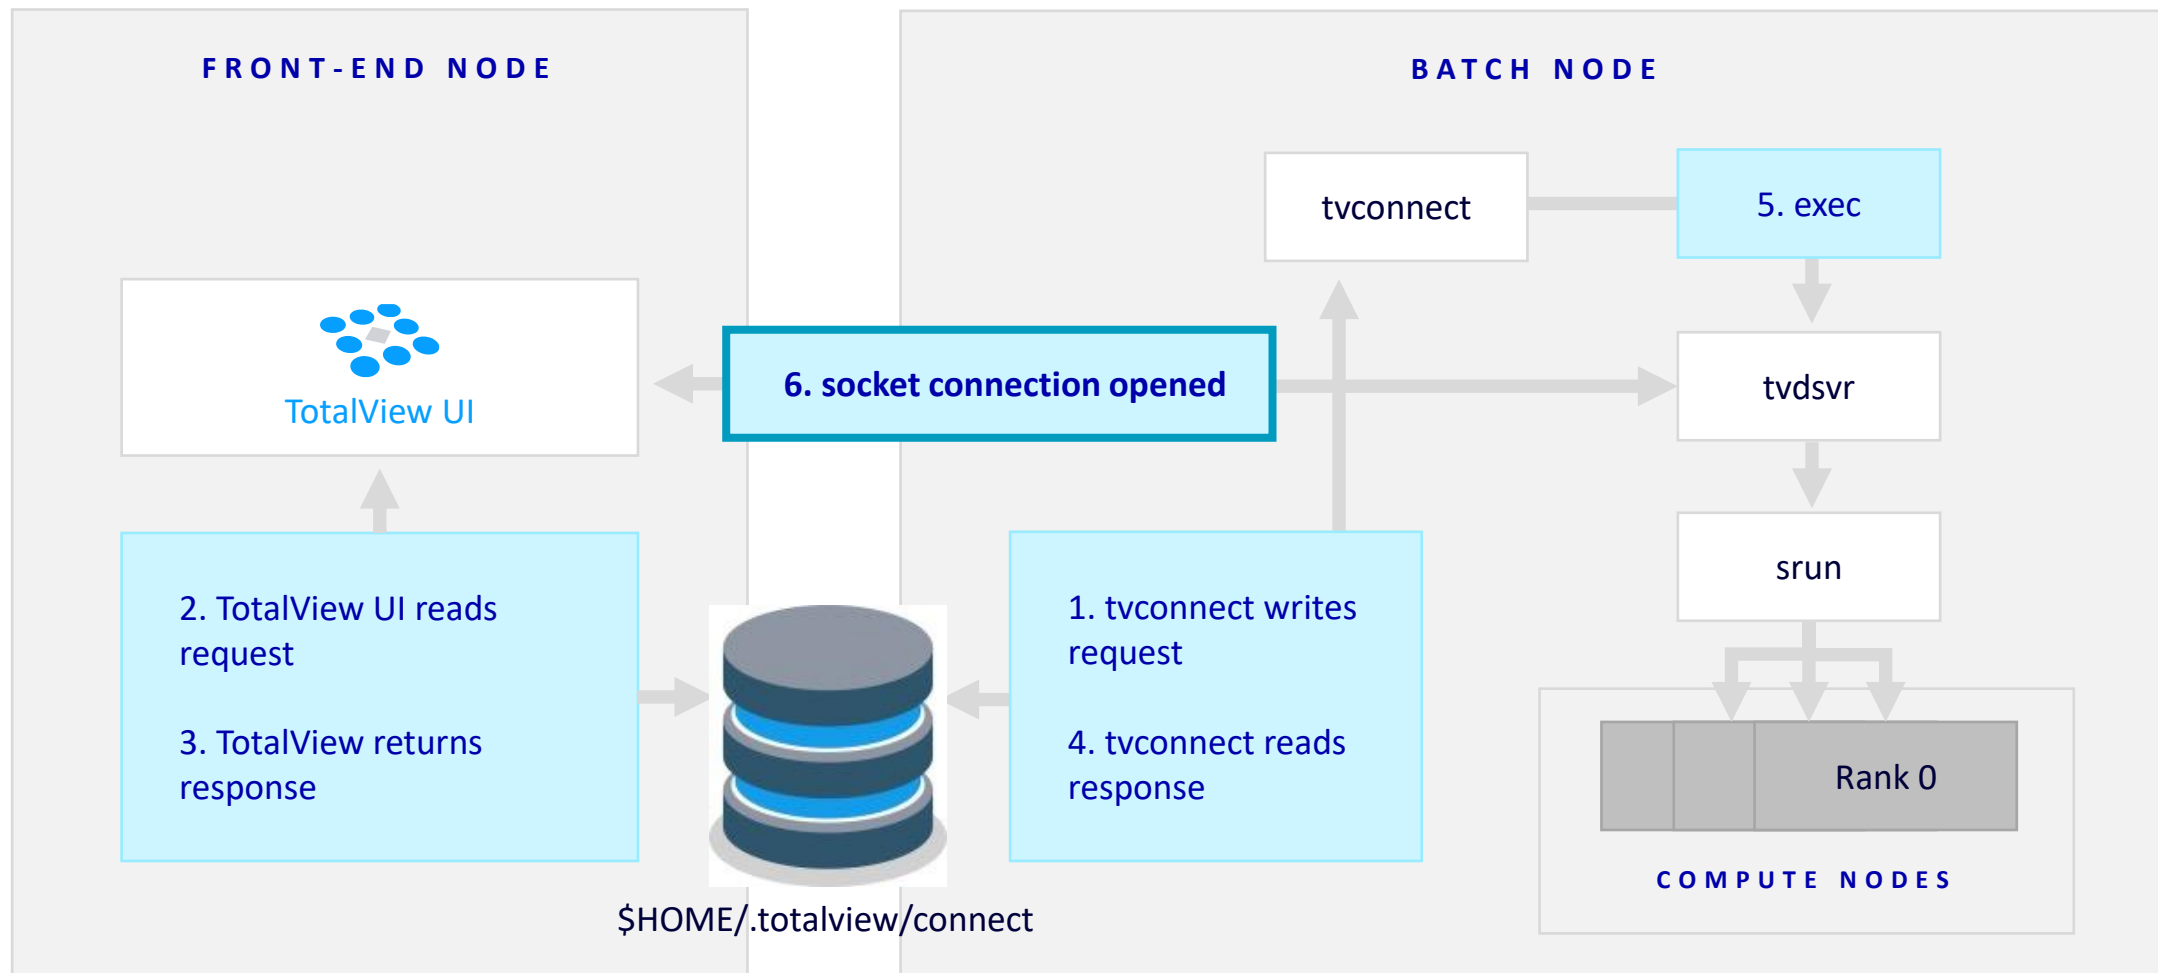 FRONT-END NODE
BATCH NODE
tvconnect
5. exec
TotalView UI
6. socket connection opened
tvdsvr
srun
2. TotalView UI reads
request
3. TotalView returns
response
1. tvconnect writes
request
4. tvconnect reads
response
Rank 0
COMPUTE NODES
$HOME/.totalview/connect